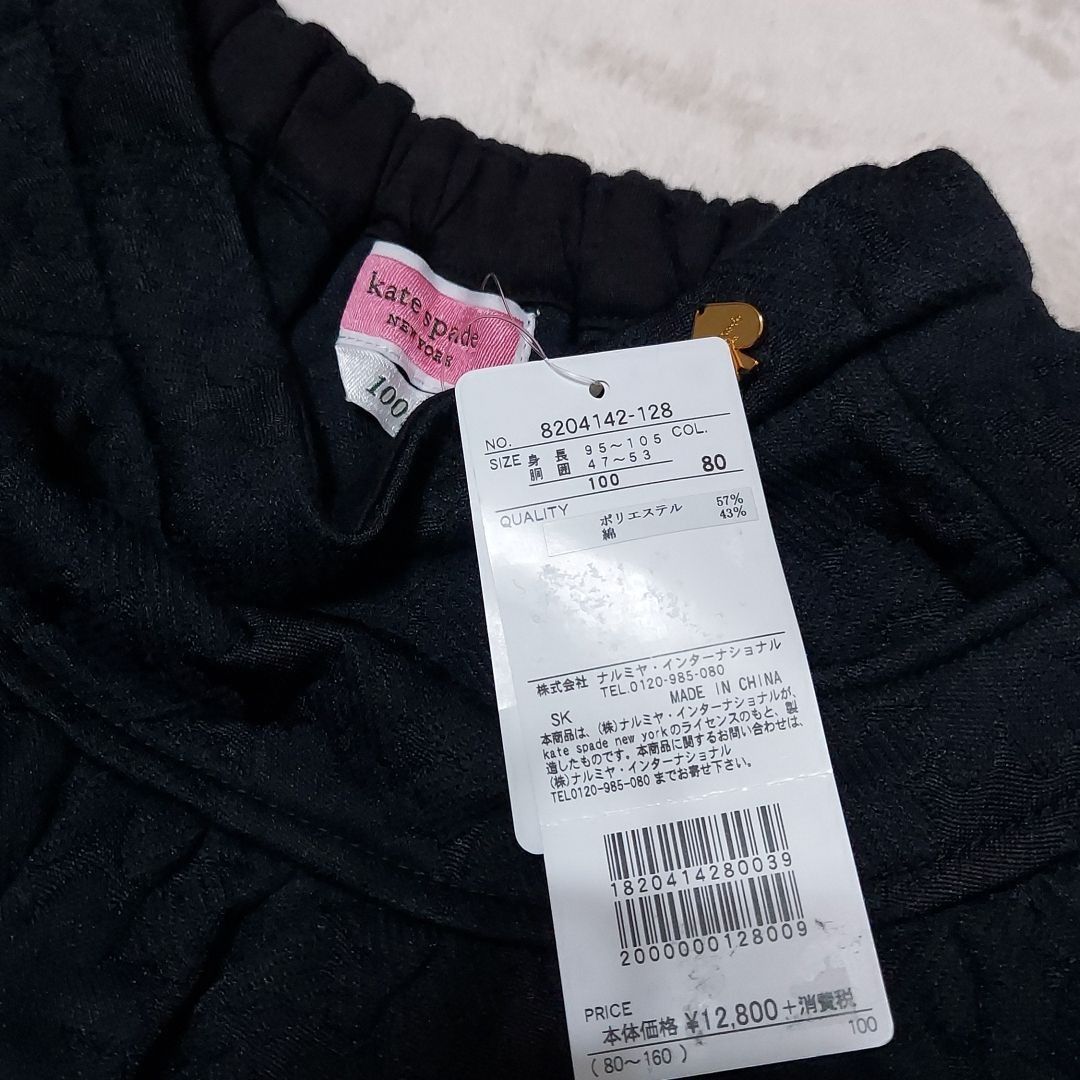 kate spade
NEW YORK
100
NO. 8204142-128
SIZE 身長 95～105 COL.
胴囲 47～53
100 80
QUALITY
ポリエステル 57%
綿 43%
株式会社 ナルミヤ・インターナショナル
TEL.0120-985-080
MADE IN CHINA
SK
本商品は、(株)ナルミヤ・インターナショナルが、
kate spade new yorkのライセンスのもと、製
造したものです。本商品に関するお問い合わせは、
(株)ナルミヤ・インターナショナル
TEL0120-985-080 までお寄せ下さい。
1820414280039
2000000128009
PRICE
本体価格 ¥12,800+消費税
(80～160) 100